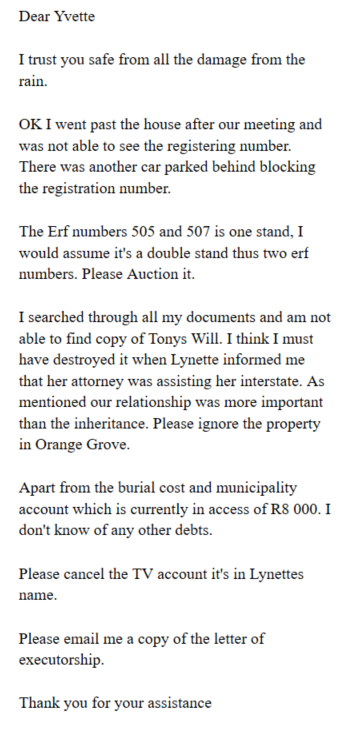 Dear Yvette
I trust you safe from all the damage from the
rain.
OK I went past the house after our meeting and
was not able to see the registering number.
There was another car parked behind blocking
the registration number.
The Erf numbers 505 and 507 is one stand, I
would assume it's a double stand thus two erf
numbers. Please Auction it.
I searched through all my documents and am not
able to find copy of Tonys Will. I think I must
have destroyed it when Lynette informed me
that her attorney was assisting her interstate. As
mentioned our relationship was more important
than the inheritance. Please ignore the property
in Orange Grove.
Apart from the burial cost and municipality
account which is currently in access of R8 000. I
don't know of any other debts.
Please cancel the TV account it's in Lynettes
name.
Please email me a copy of the letter of
executorship.
Thank you for your assistance